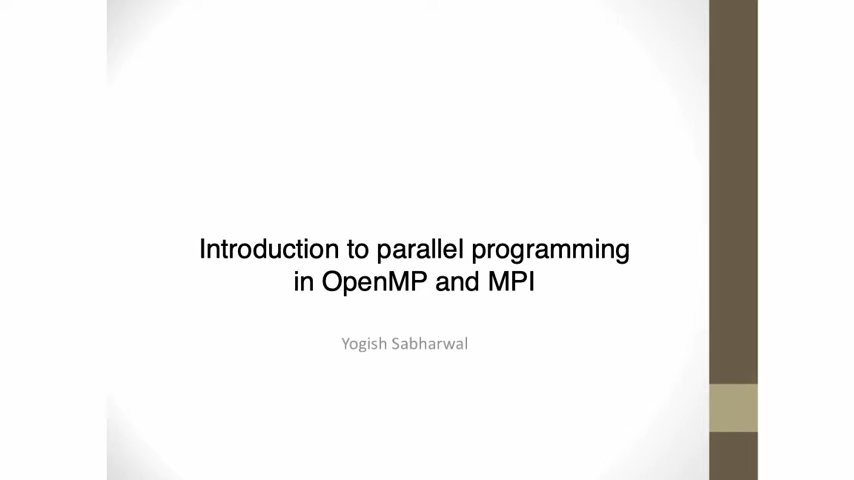 Introduction to parallel programming
in OpenMP and MPI
Yogish Sabharwal